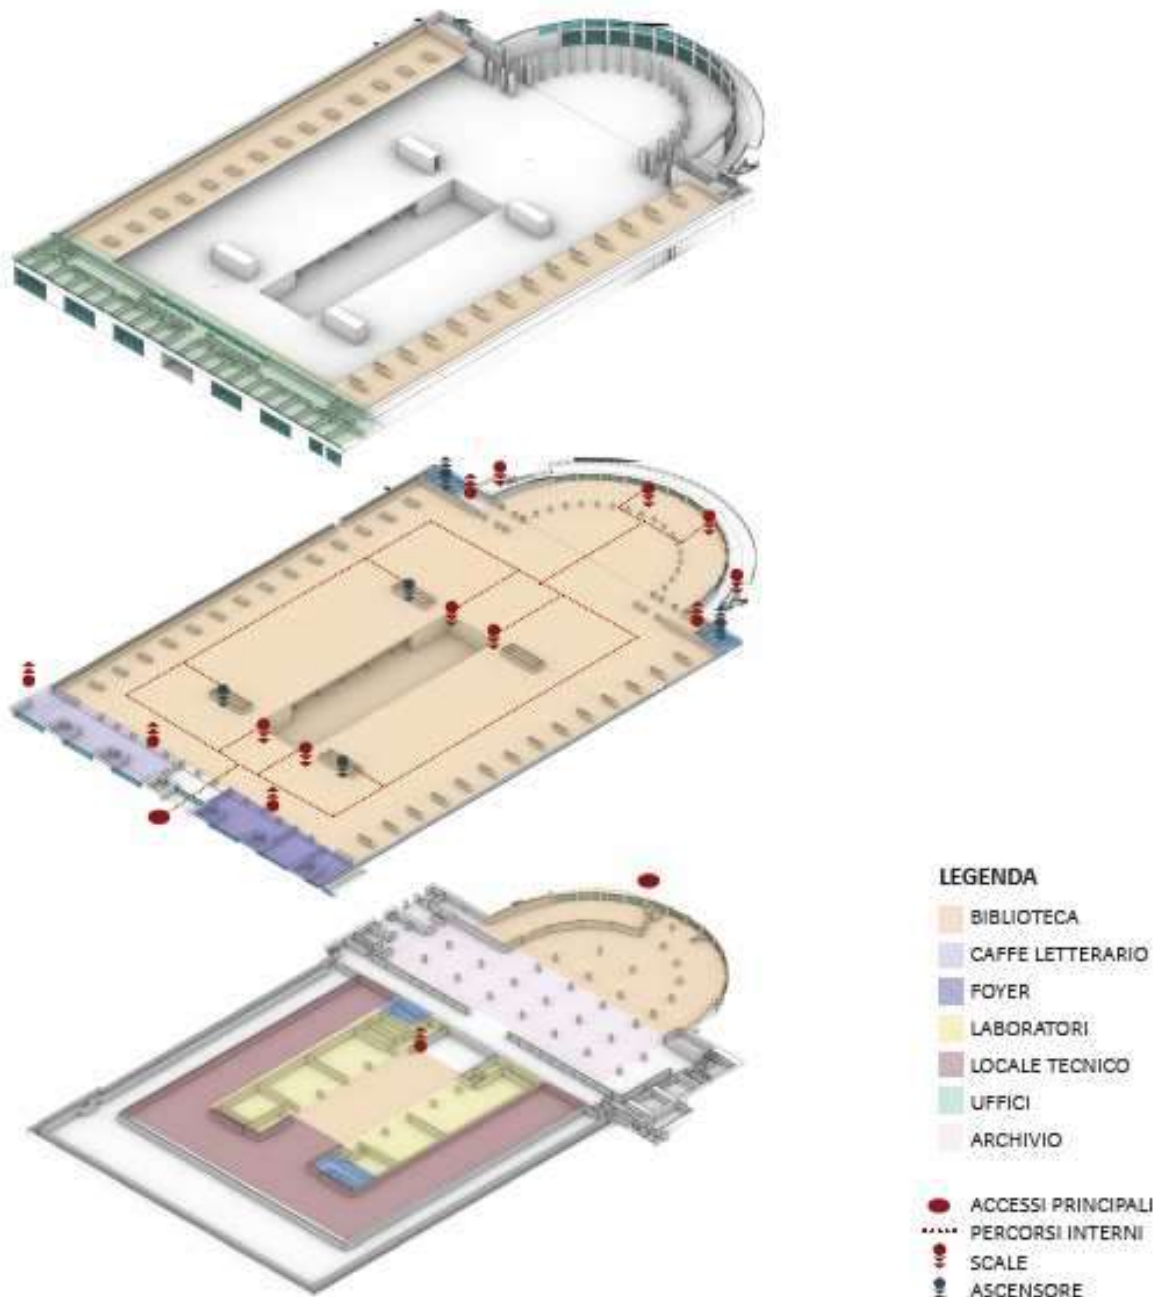 LEGENDA
BIBLIOTECA
CAFFE LETTERARIO
FOYER
LABORATORI
LOCALE TECNICO
UFFICI
ARCHIVIO
ACCESSI PRINCIPALI
PERCORSI INTERNI
SCALE
ASCENSORE